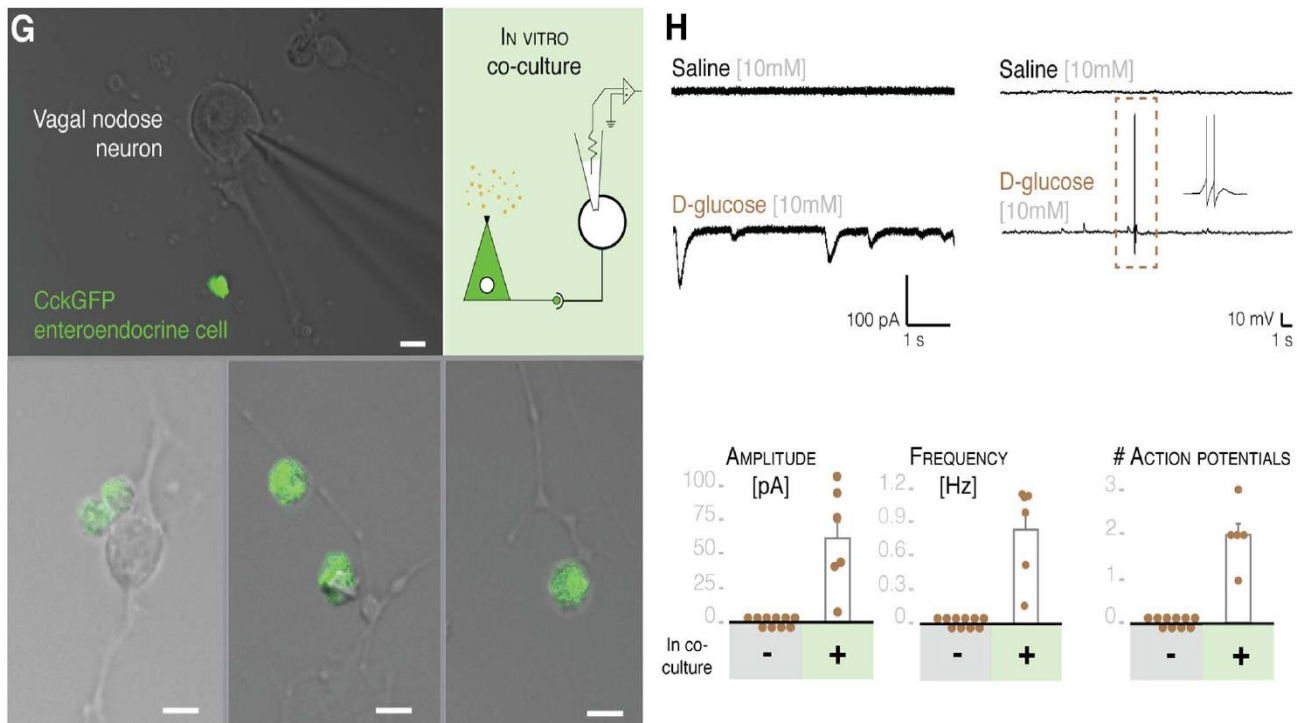 G
Vagal nodose
neuron
CckGFP
enteroendocrine cell
IN VITRO
co-culture
H
Saline [10mM]
D-glucose [10mM]
100 pA
1 s
Saline [10mM]
D-glucose
[10mM]
10 mV
1 s
AMPLITUDE
[pA]
100
75
50
25
0
FREQUENCY
[Hz]
1.2
0.9
0.6
0.3
0
# ACTION POTENTIALS
3
2
1
0
In co-
culture
- +
- +
- +